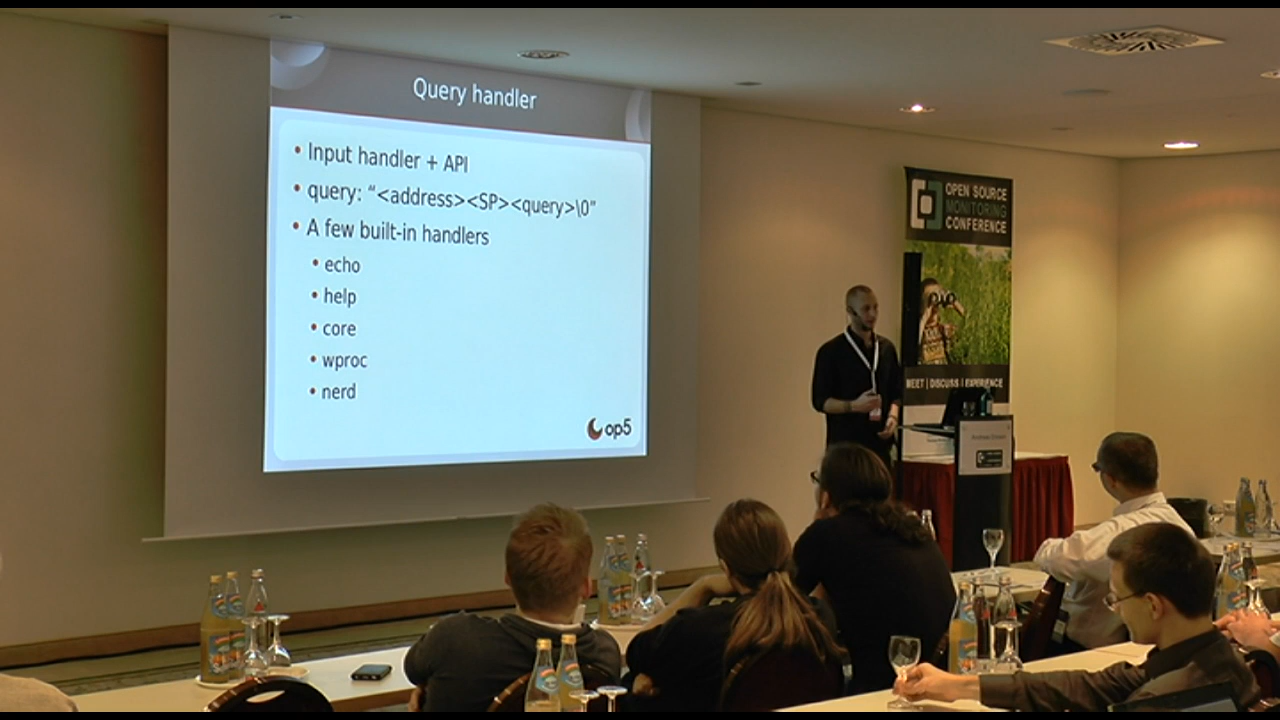 Query handler
• Input handler + API
• query: “<address><SP><query>\0”
• A few built-in handlers
• echo
• help
• core
• wproc
• nerd
op5
OPEN SOURCE
MONITORING
CONFERENCE
MEET | DISCUSS | EXPERIENCE